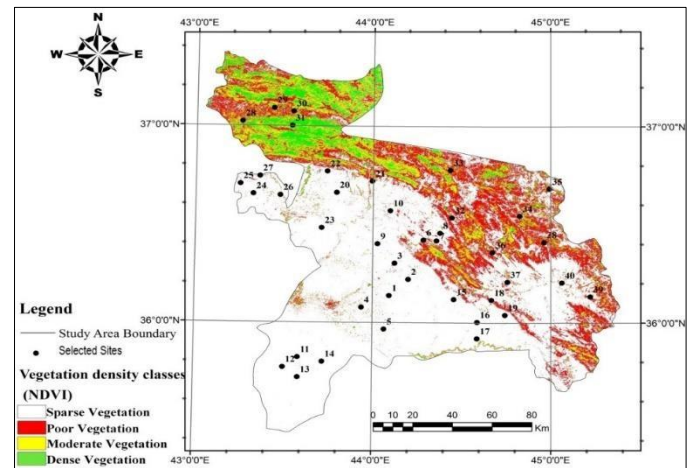 43°0'0"E 44°0'0"E 45°0'0"E
N
W E
S
37°0'0"N 37°0'0"N
36°0'0"N 36°0'0"N
29
30
28
31
27
25
24
26
20
21
23
10
9
8
6
3
2
1
4
5
35
34
36
37
40
15
18
19
16
17
11
12
14
13
Legend
Study Area Boundary
Selected Sites
Vegetation density classes
(NDVI)
Sparse Vegetation
Poor Vegetation
Moderate Vegetation
Dense Vegetation
0 10 20 40 60 80
Km
43°0'0"E 44°0'0"E 45°0'0"E